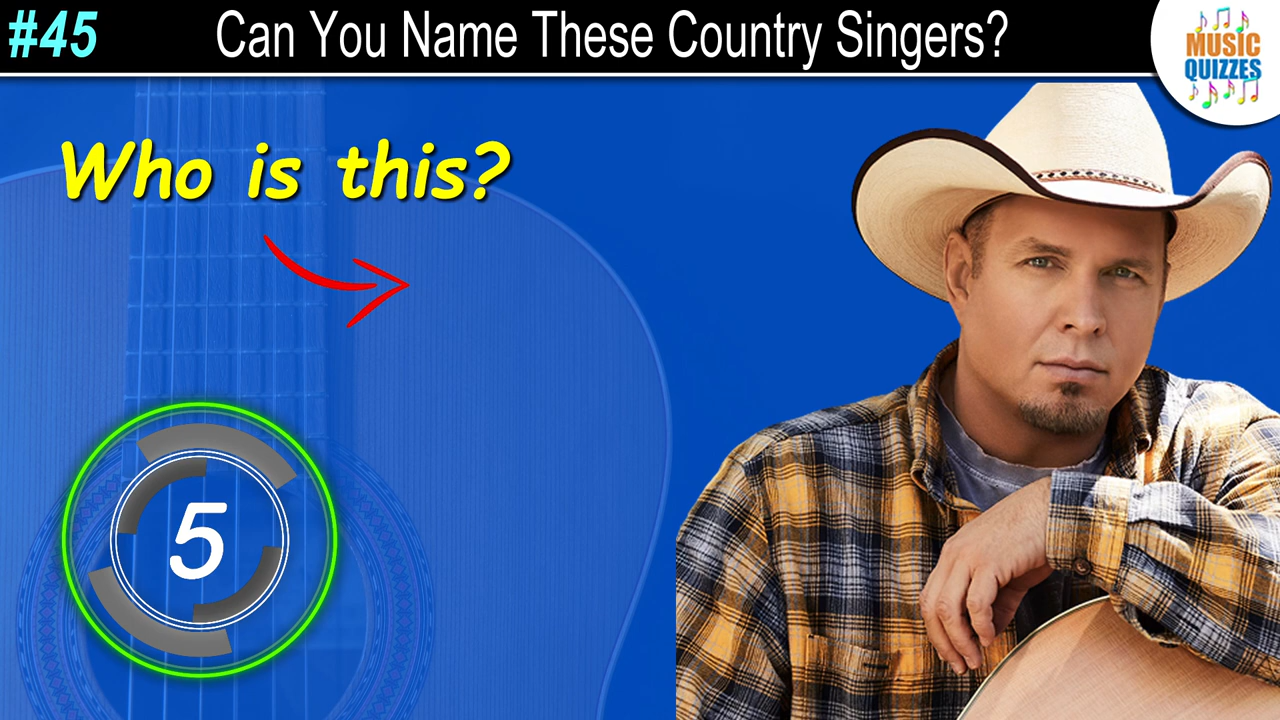 #45
Can You Name These Country Singers?
MUSIC
QUIZZES
Who is this?
5